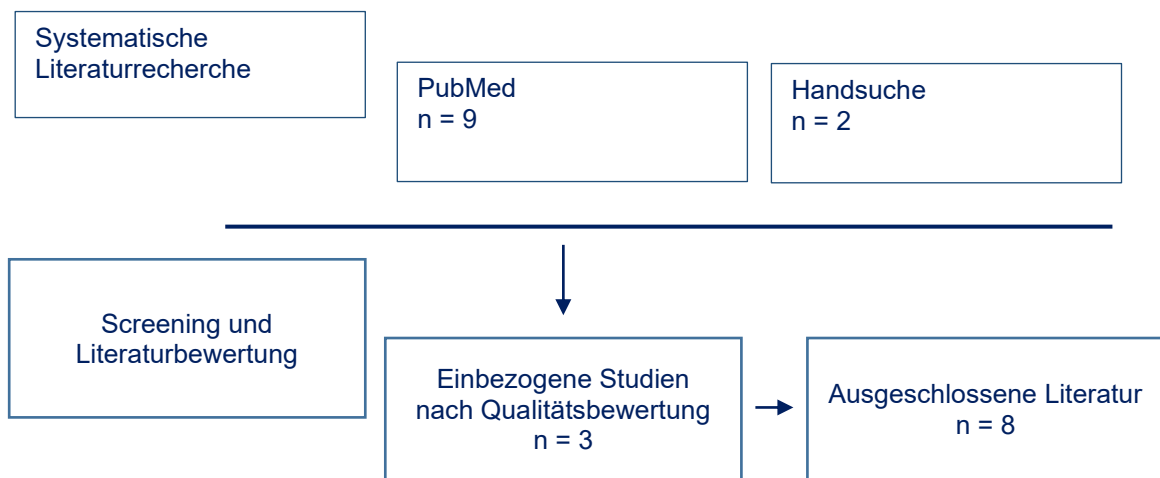 Systematische
Literaturrecherche
PubMed
n = 9
Handsuche
n = 2
Screening und
Literaturbewertung
Einbezogene Studien
nach Qualitätsbewertung
n = 3
Ausgeschlossene Literatur
n = 8